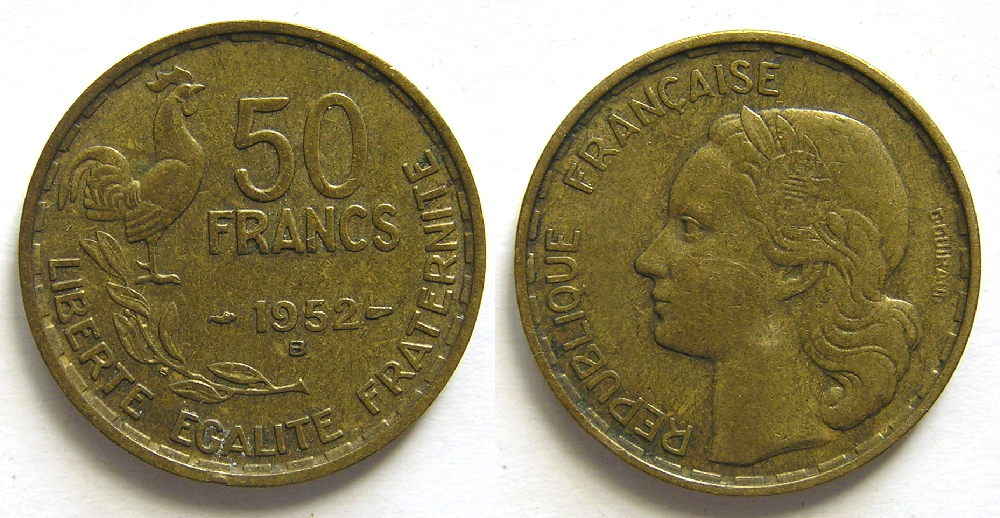 50
FRANCS
1952
B
LIBERTE EGALITE FRATERNITE
REPUBLIQUE FRANÇAISE
G·GUIRAUD